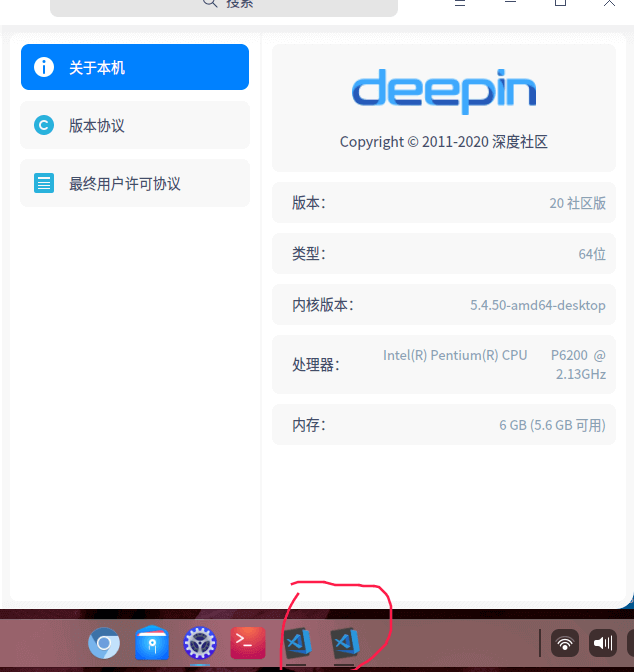 搜索
关于本机
版本协议
最终用户许可协议
deepin
Copyright © 2011-2020 深度社区
版本：
20 社区版
类型：
64位
内核版本：
5.4.50-amd64-desktop
处理器：
Intel(R) Pentium(R) CPU P6200 @
2.13GHz
内存：
6 GB (5.6 GB 可用)